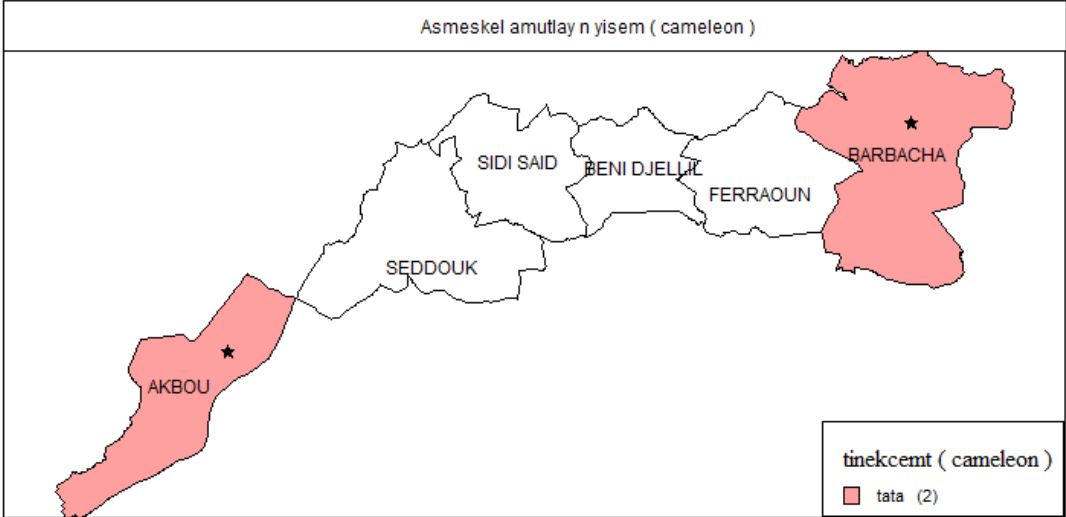 Asmeskel amutlay n yisem ( cameleon )
BARBACHA
SIDI SAID
BENI DJELLIL
FERRAOUN
SEDDOUK
AKBOU
tinekcemt ( cameleon )
tata (2)